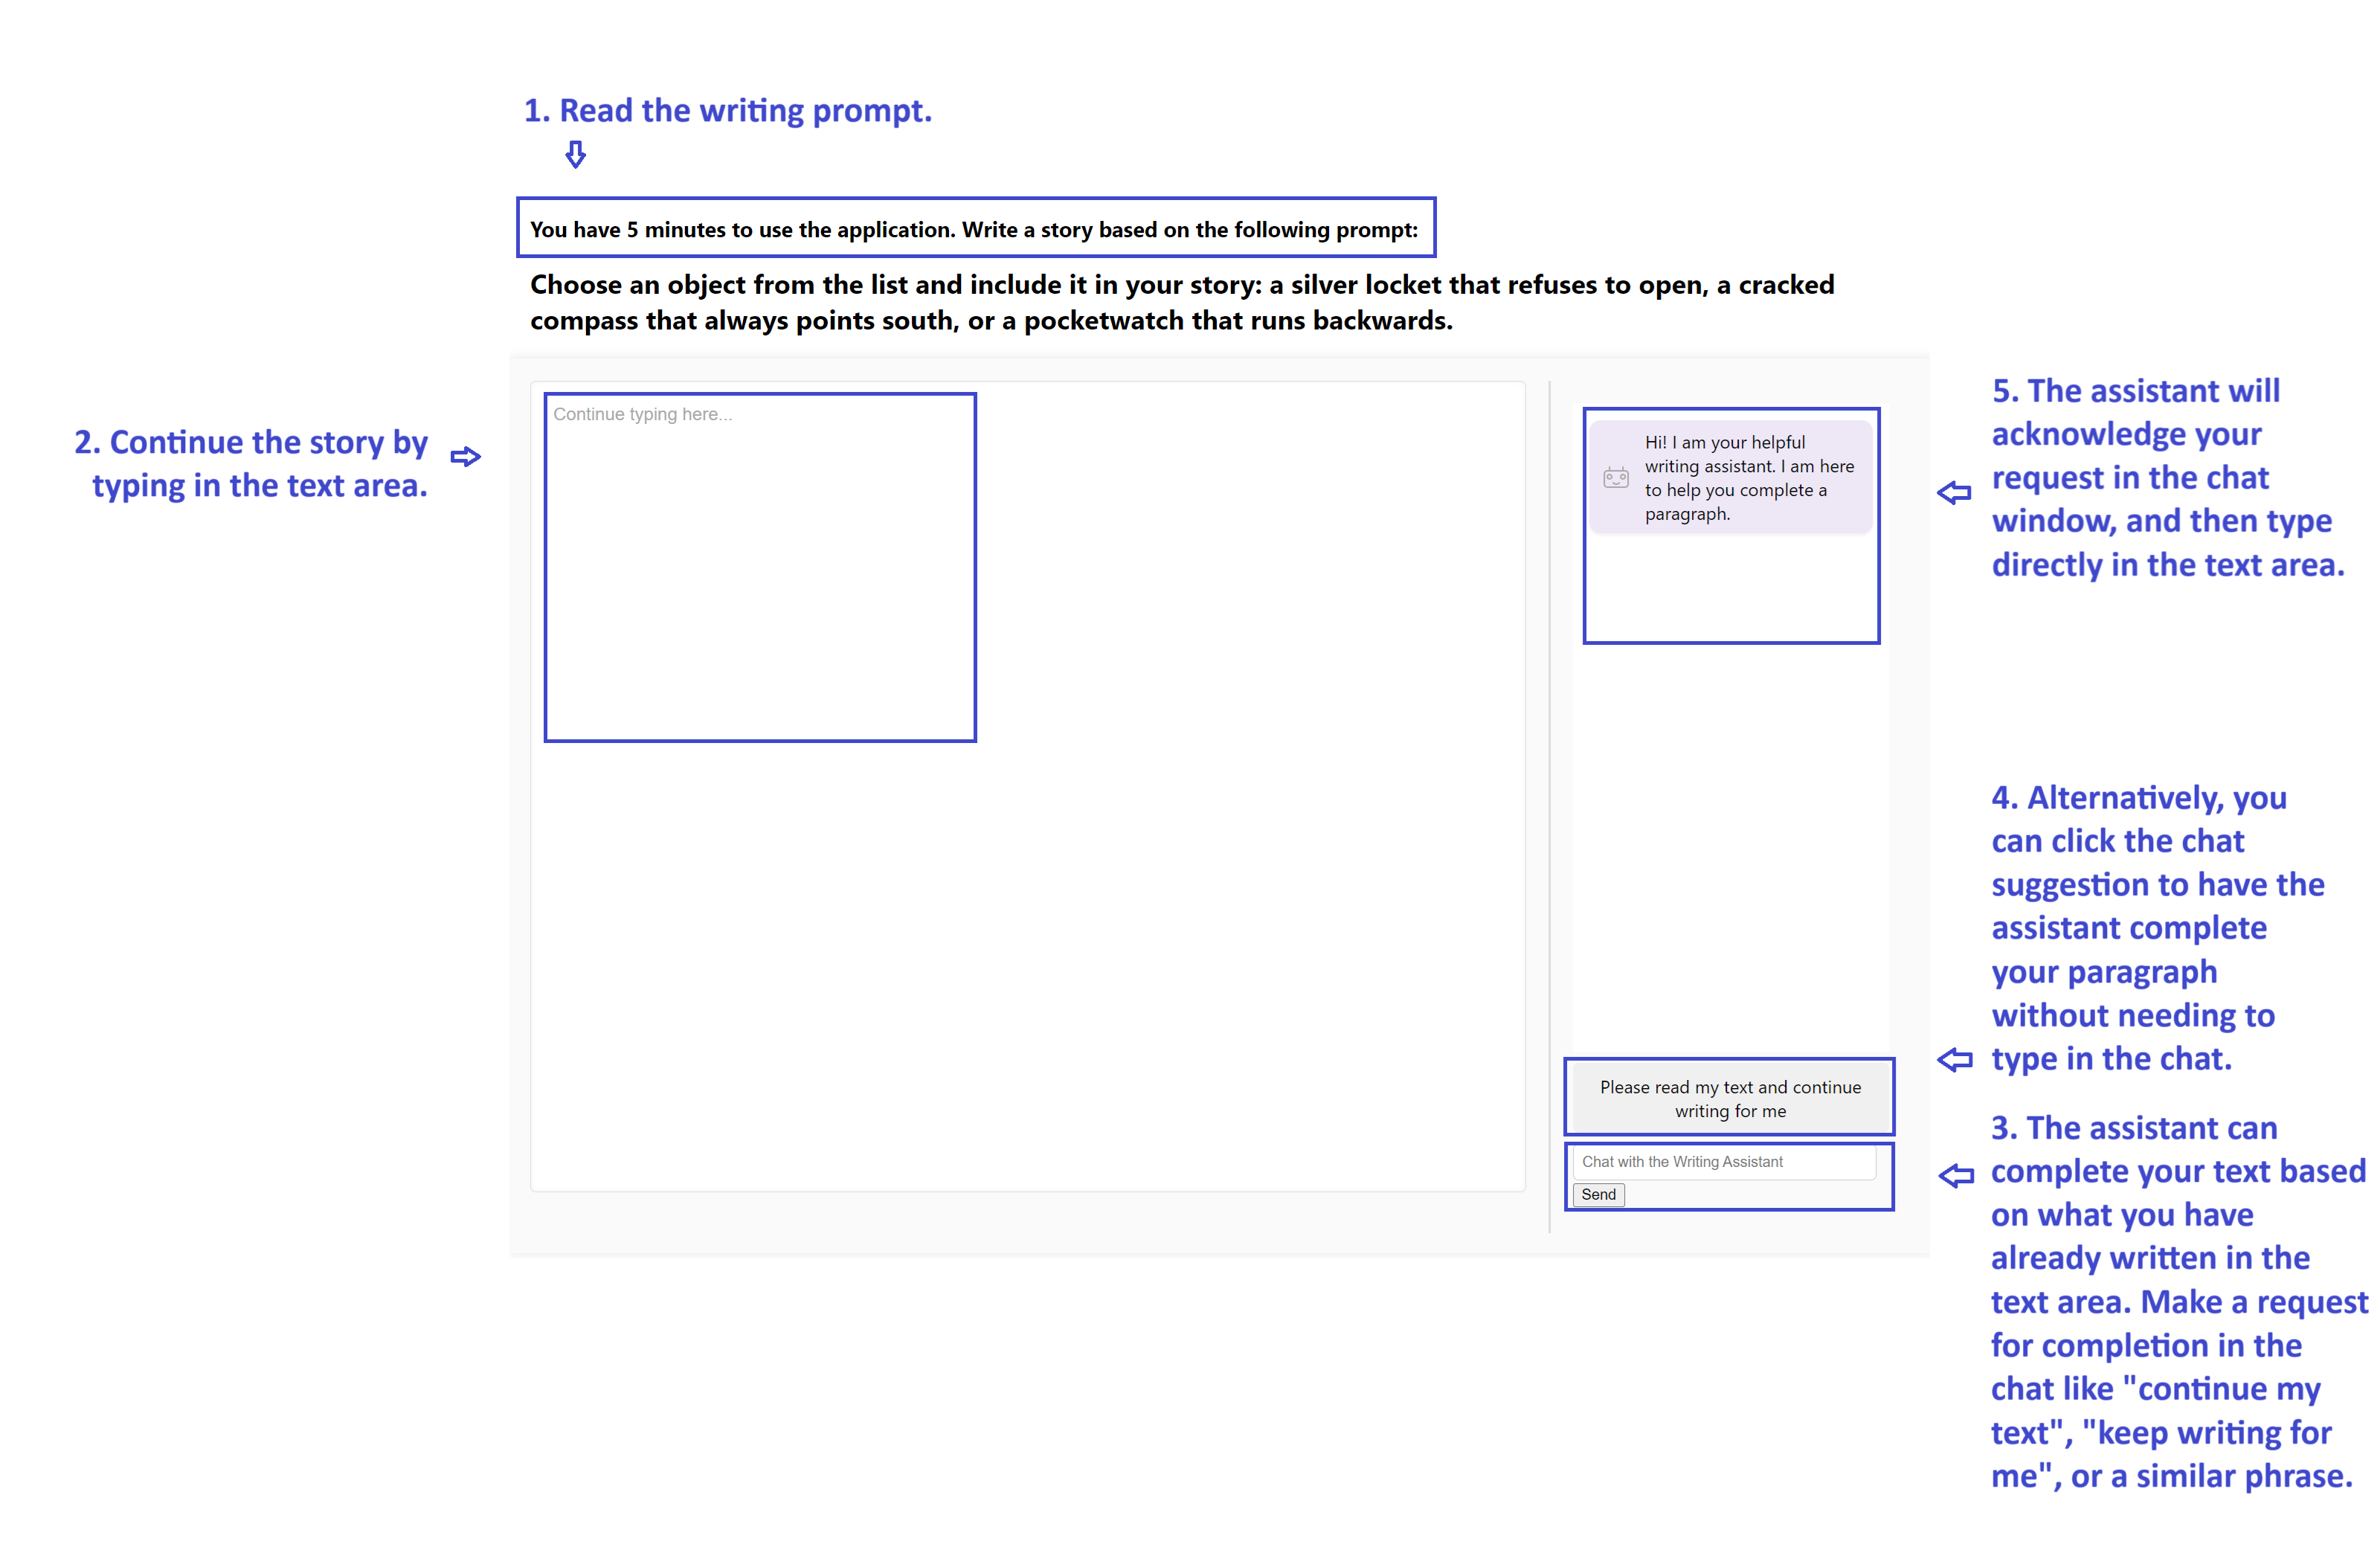 1. Read the writing prompt.
You have 5 minutes to use the application. Write a story based on the following prompt:
Choose an object from the list and include it in your story: a silver locket that refuses to open, a cracked
compass that always points south, or a pocketwatch that runs backwards.
2. Continue the story by
typing in the text area.
Continue typing here...
Hi! I am your helpful
writing assistant. I am here
to help you complete a
paragraph.
5. The assistant will
acknowledge your
request in the chat
window, and then type
directly in the text area.
4. Alternatively, you
can click the chat
suggestion to have the
assistant complete
your paragraph
without needing to
type in the chat.
Please read my text and continue
writing for me
Chat with the Writing Assistant
Send
3. The assistant can
complete your text based
on what you have
already written in the
text area. Make a request
for completion in the
chat like "continue my
text", "keep writing for
me", or a similar phrase.